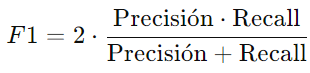 F1 = 2 · Precisión · Recall / Precisión + Recall